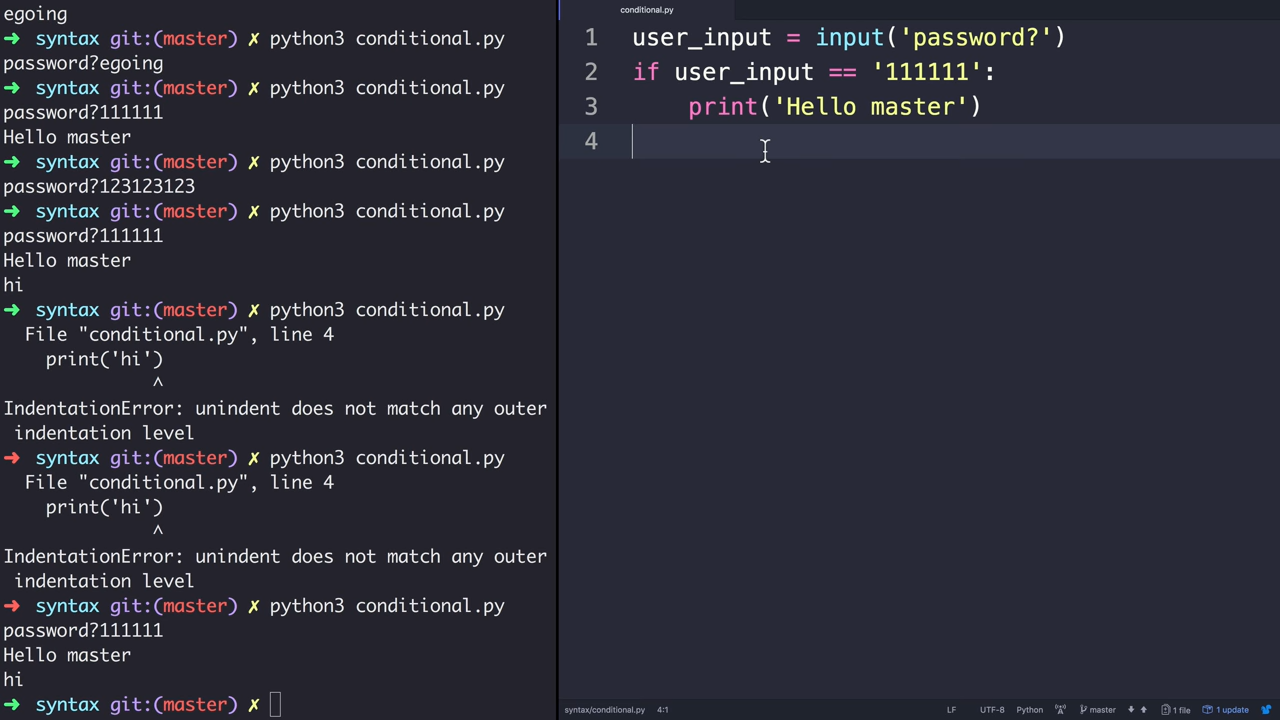 egoing
➜  syntax git:(master) ✗ python3 conditional.py
password?egoing
➜  syntax git:(master) ✗ python3 conditional.py
password?111111
Hello master
➜  syntax git:(master) ✗ python3 conditional.py
password?123123123
➜  syntax git:(master) ✗ python3 conditional.py
password?111111
Hello master
hi
➜  syntax git:(master) ✗ python3 conditional.py
  File "conditional.py", line 4
    print('hi')
              ^
IndentationError: unindent does not match any outer
 indentation level
➜  syntax git:(master) ✗ python3 conditional.py
  File "conditional.py", line 4
    print('hi')
              ^
IndentationError: unindent does not match any outer
 indentation level
➜  syntax git:(master) ✗ python3 conditional.py
password?111111
Hello master
hi
➜  syntax git:(master) ✗
conditional.py
1 user_input = input('password?')
2 if user_input == '111111':
3     print('Hello master')
4
syntax/conditional.py 4:1 LF UTF-8 Python master 1 file 1 update